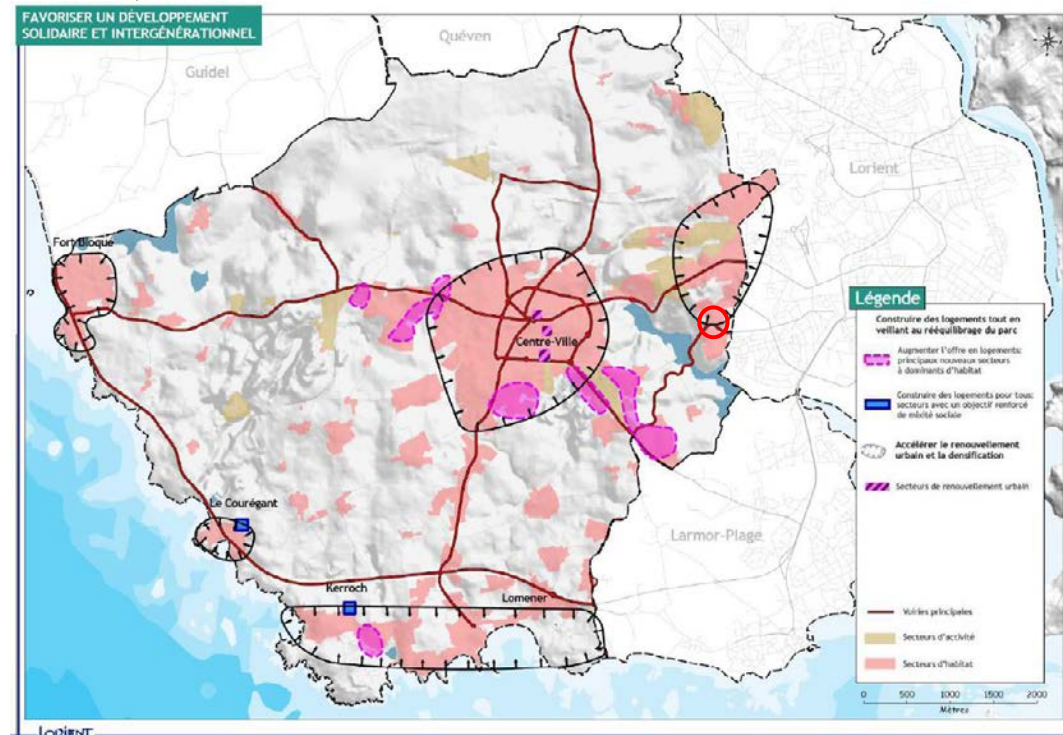 FAVORISER UN DÉVELOPPEMENT
SOLIDAIRE ET INTERGÉNÉRATIONNEL
Quéven
Guidel
Lorient
Fort Bloqué
Centre-Ville
Le Courégant
Kerroch
Lomener
Larmor-Plage
Légende
Construire des logements tout en
veillant au rééquilibrage du parc
Augmenter l'offre en logements:
principaux nouveaux secteurs
à dominants d'habitat
Construire des logements pour tous:
secteurs avec un objectif renforcé
de mixité sociale
Accélérer le renouvellement
urbain et la densification
Secteurs de renouvellement urbain
Voiries principales
Secteurs d'activité
Secteurs d'habitat
0 500 1000 1500 2000
Mètres
LORIENT